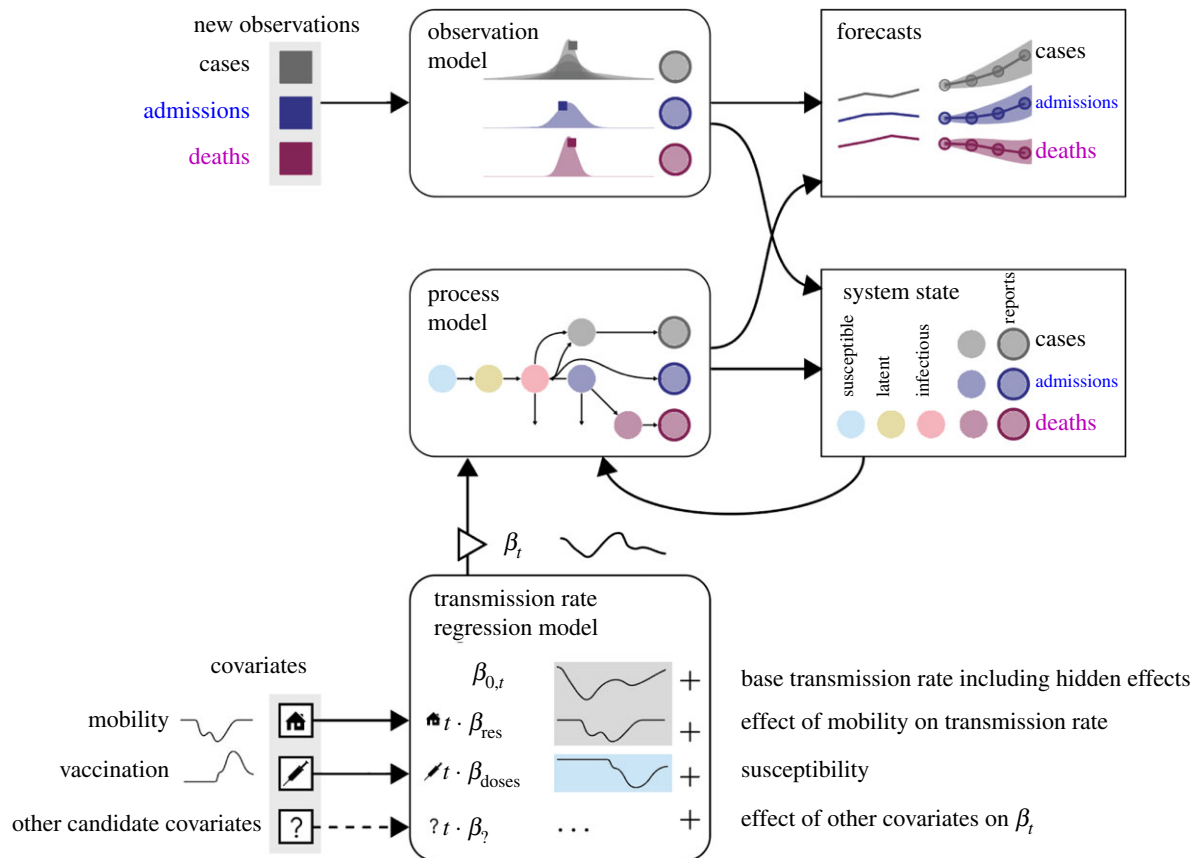 new observations
cases
admissions
deaths
observation
model
forecasts
cases
admissions
deaths
process
model
system state
susceptible
latent
infectious
reports
cases
admissions
deaths
βt
transmission rate
regression model
covariates
mobility
vaccination
other candidate covariates
?
β0,t
+
base transmission rate including hidden effects
t · βres
+
effect of mobility on transmission rate
t · βdoses
+
susceptibility
? t · β?
...
+
effect of other covariates on βt